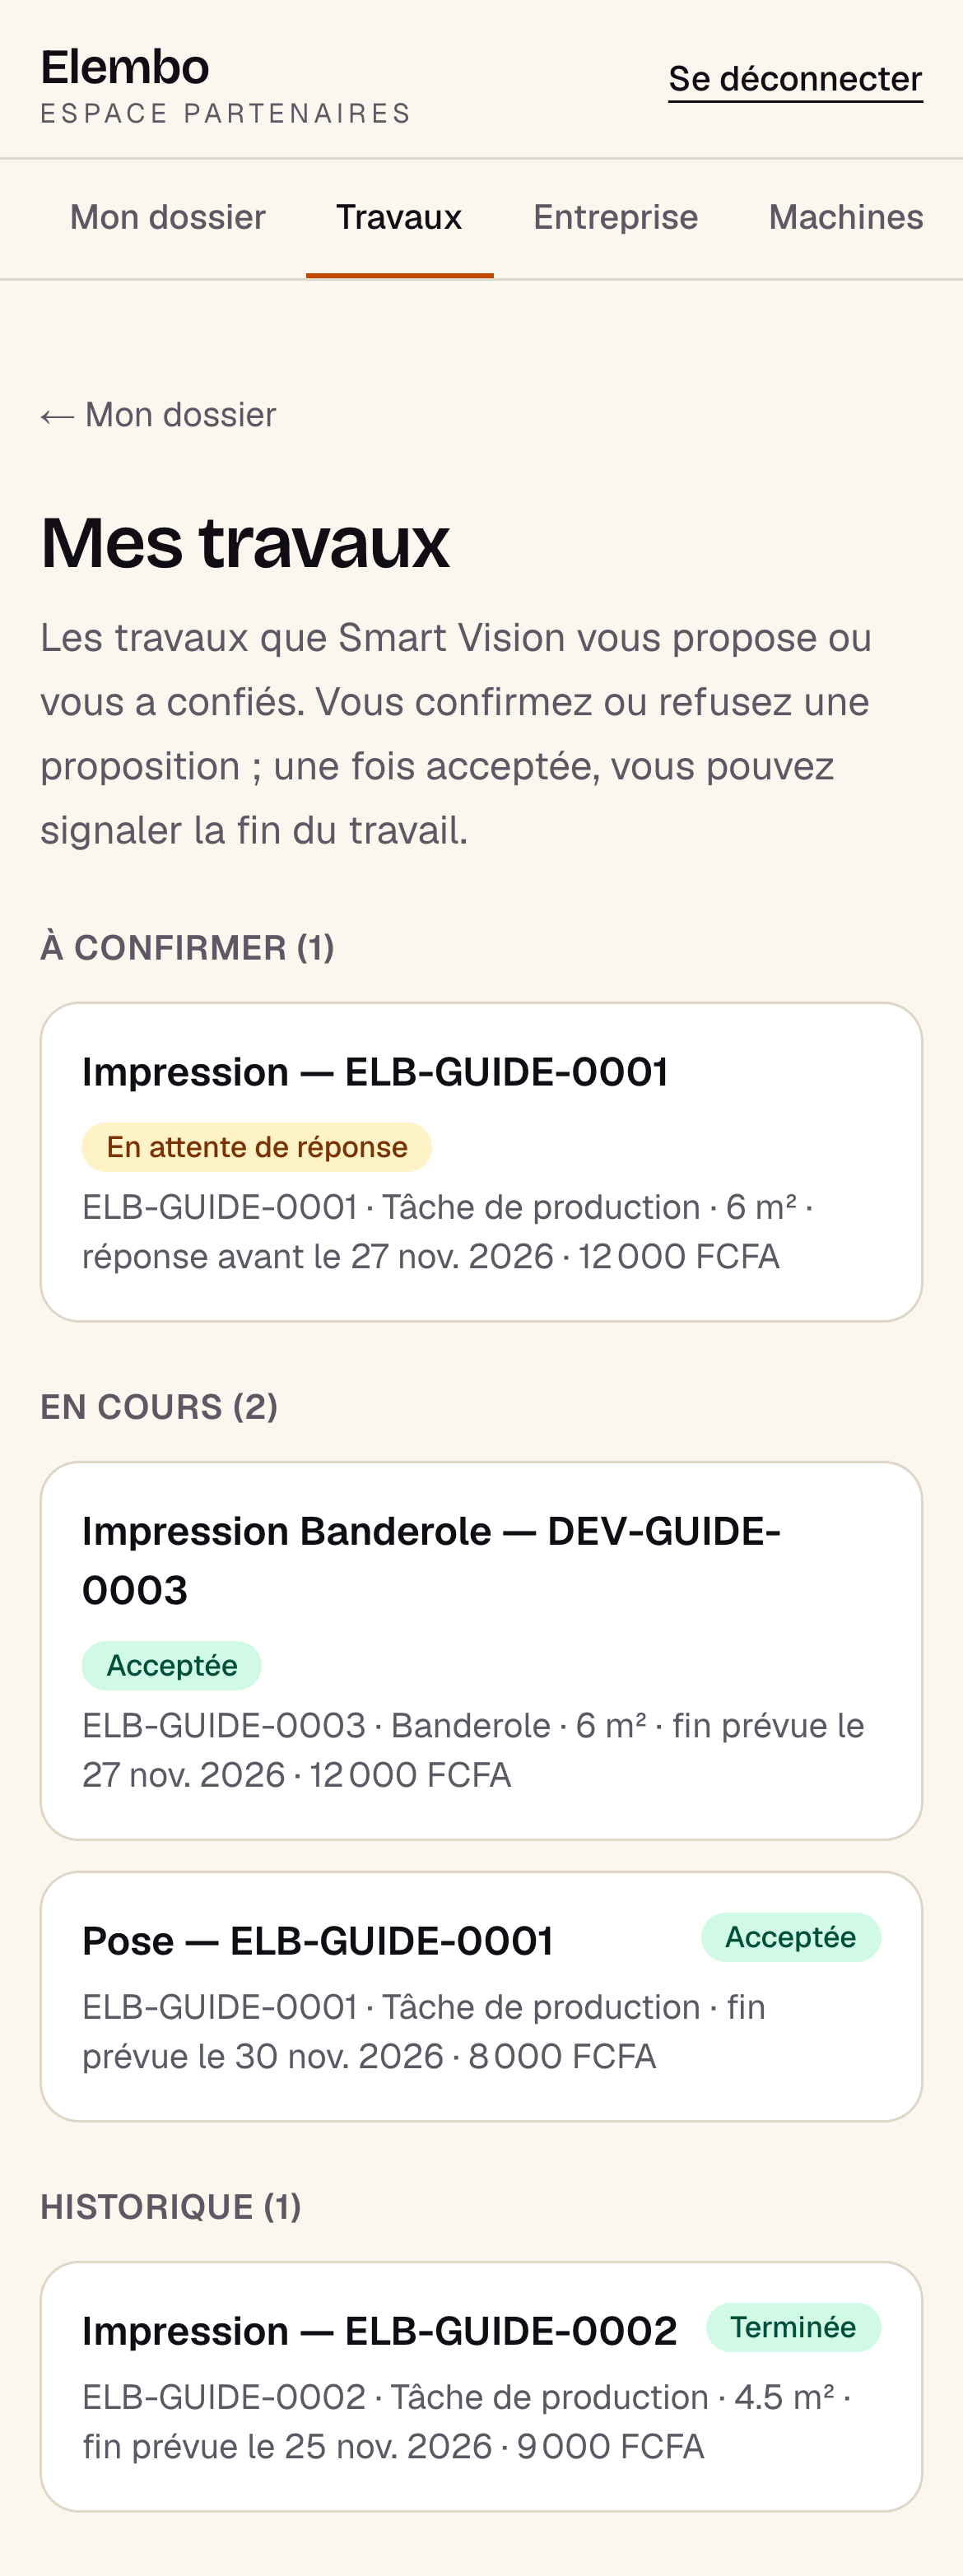 Elembo
ESPACE PARTENAIRES
Se déconnecter
Mon dossier
Travaux
Entreprise
Machines
← Mon dossier
Mes travaux
Les travaux que Smart Vision vous propose ou
vous a confiés. Vous confirmez ou refusez une
proposition ; une fois acceptée, vous pouvez
signaler la fin du travail.
À CONFIRMER (1)
Impression — ELB-GUIDE-0001
En attente de réponse
ELB-GUIDE-0001 · Tâche de production · 6 m² ·
réponse avant le 27 nov. 2026 · 12 000 FCFA
EN COURS (2)
Impression Banderole — DEV-GUIDE-
0003
Acceptée
ELB-GUIDE-0003 · Banderole · 6 m² · fin prévue le
27 nov. 2026 · 12 000 FCFA
Pose — ELB-GUIDE-0001
Acceptée
ELB-GUIDE-0001 · Tâche de production · fin
prévue le 30 nov. 2026 · 8 000 FCFA
HISTORIQUE (1)
Impression — ELB-GUIDE-0002
Terminée
ELB-GUIDE-0002 · Tâche de production · 4.5 m² ·
fin prévue le 25 nov. 2026 · 9 000 FCFA